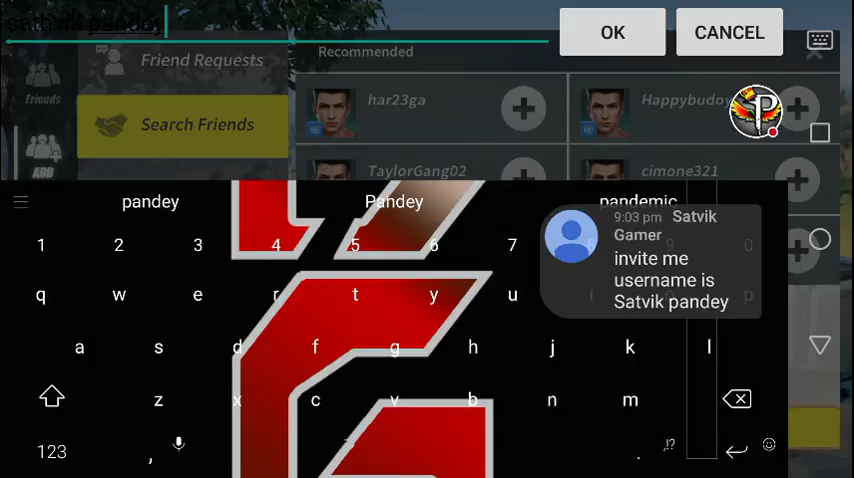 sathvik pandey
OK
CANCEL
Recommended
Friend Requests
Friends
har23ga
Happybudoy
Search Friends
ADD
TaylorGang02
cimone321
pandey
Pandey
pandemic
9:03 pm Satvik
Gamer
invite me
username is
Satvik pandey
1 2 3 4 5 6 7 8 9 0
q w e r t y u i o p
a s d f g h j k l
z x c v b n m
123 , . ,!?
P